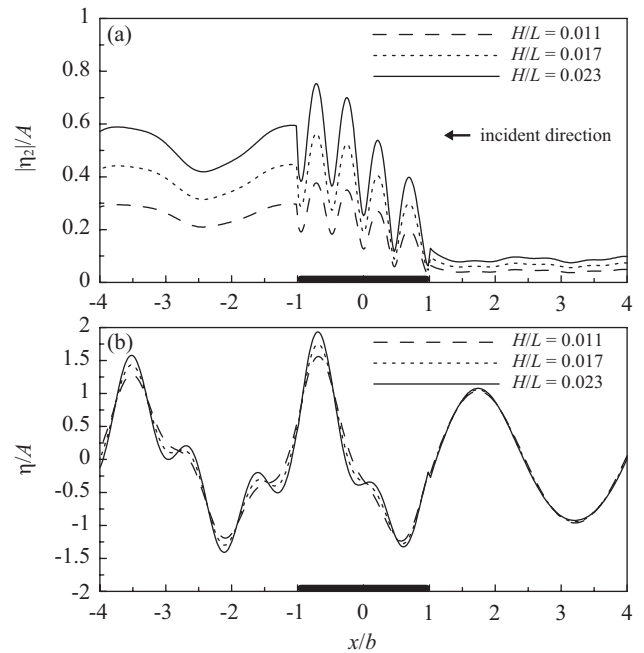 (a)
H/L = 0.011
H/L = 0.017
H/L = 0.023
incident direction
|η₂|/A
1
0.8
0.6
0.4
0.2
0
-4 -3 -2 -1 0 1 2 3 4
(b)
H/L = 0.011
H/L = 0.017
H/L = 0.023
η/A
2
1.5
1
0.5
0
-0.5
-1
-1.5
-2
-4 -3 -2 -1 0 1 2 3 4
x/b